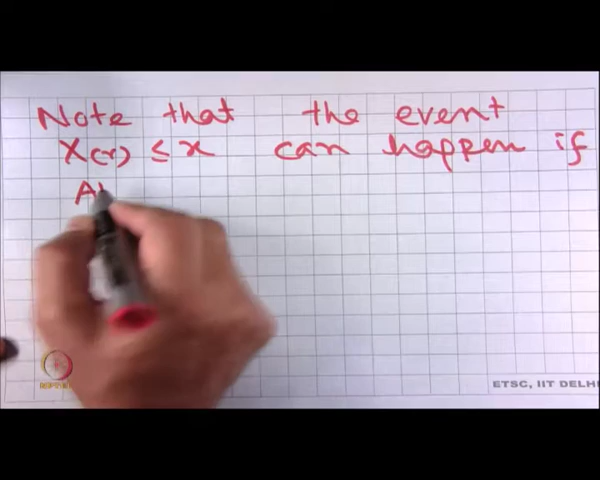 Note that the event
X(r) ≤ x can happen if
ETSC, IIT DELHI